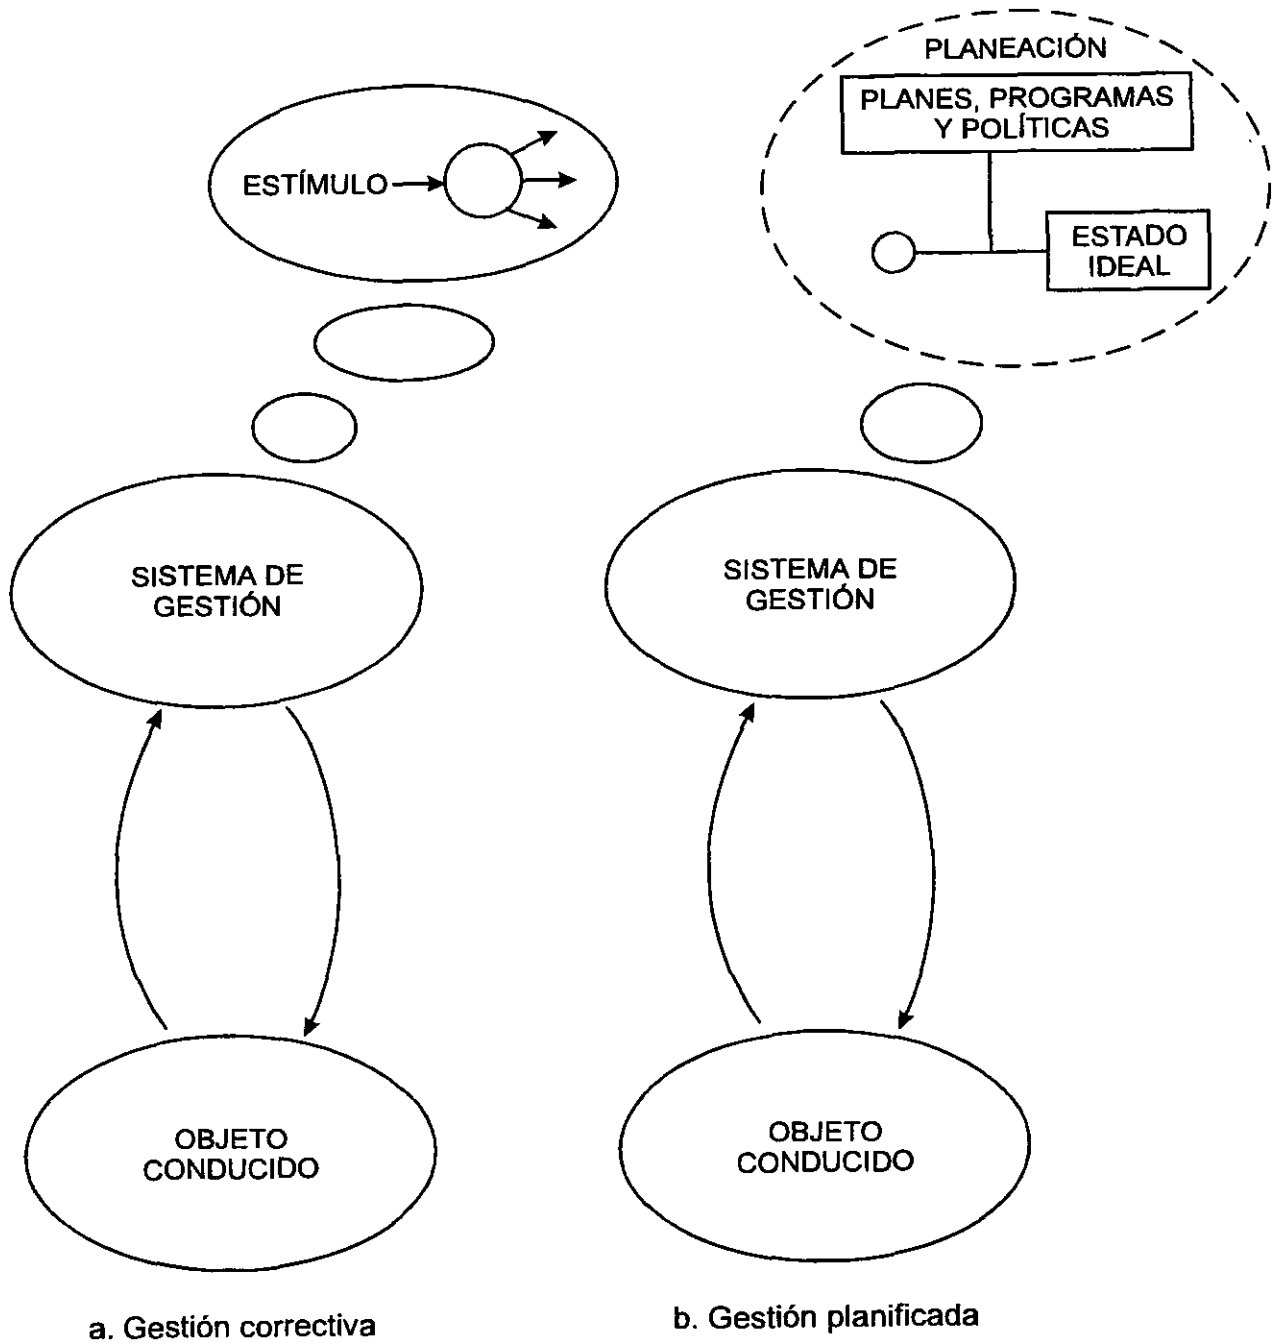 ESTÍMULO
SISTEMA DE
GESTIÓN
OBJETO
CONDUCIDO
a. Gestión correctiva
PLANEACIÓN
PLANES, PROGRAMAS
Y POLÍTICAS
ESTADO
IDEAL
SISTEMA DE
GESTIÓN
OBJETO
CONDUCIDO
b. Gestión planificada